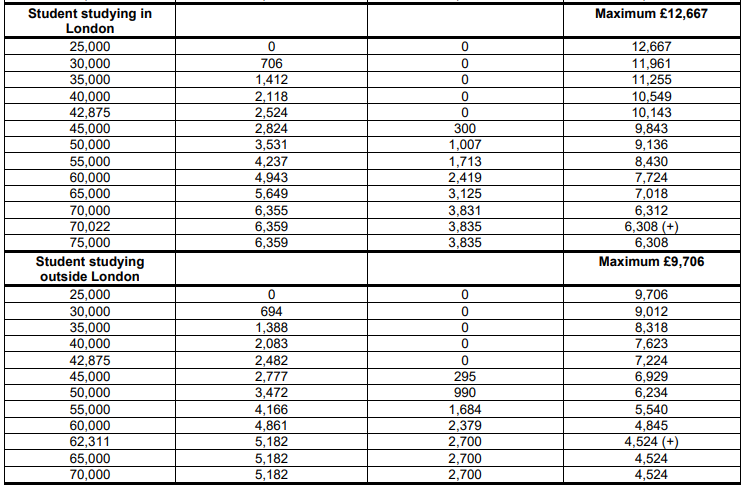 Student studying in Maximum £12,667
London
25,000 0 0 12,667
30,000 706 0 11,961
35,000 1,412 0 11,255
40,000 2,118 0 10,549
42,875 2,524 0 10,143
45,000 2,824 300 9,843
50,000 3,531 1,007 9,136
55,000 4,237 1,713 8,430
60,000 4,943 2,419 7,724
65,000 5,649 3,125 7,018
70,000 6,355 3,831 6,312
70,022 6,359 3,835 6,308 (+)
75,000 6,359 3,835 6,308
Student studying Maximum £9,706
outside London
25,000 0 0 9,706
30,000 694 0 9,012
35,000 1,388 0 8,318
40,000 2,083 0 7,623
42,875 2,482 0 7,224
45,000 2,777 295 6,929
50,000 3,472 990 6,234
55,000 4,166 1,684 5,540
60,000 4,861 2,379 4,845
62,311 5,182 2,700 4,524 (+)
65,000 5,182 2,700 4,524
70,000 5,182 2,700 4,524